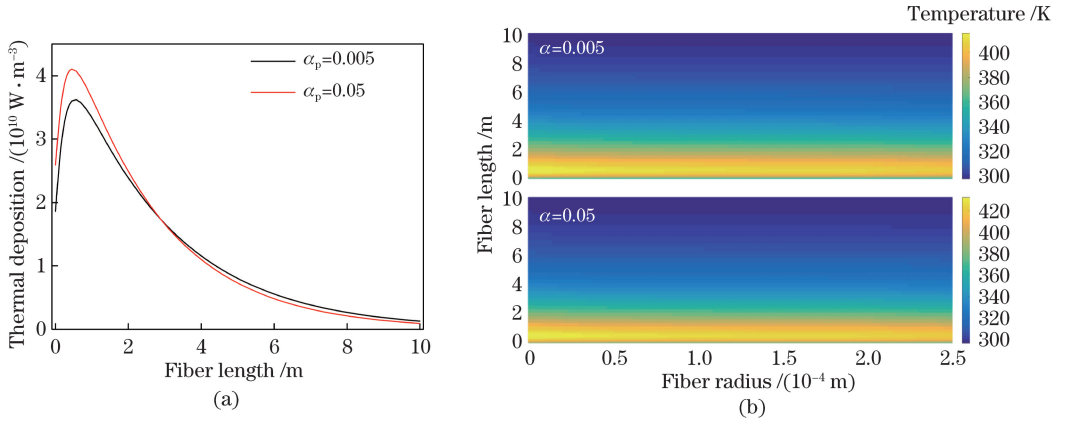 Thermal deposition /(10¹⁰ W·m⁻³)
4
3
2
1
0
αp=0.005
αp=0.05
0 2 4 6 8 10
Fiber length /m
(a)
Temperature /K
Fiber length /m
10
8
6
4
2
0
α=0.005
400
380
360
340
320
300
10
8
6
4
2
0
α=0.05
420
400
380
360
340
320
300
0 0.5 1.0 1.5 2.0 2.5
Fiber radius /(10⁻⁴ m)
(b)